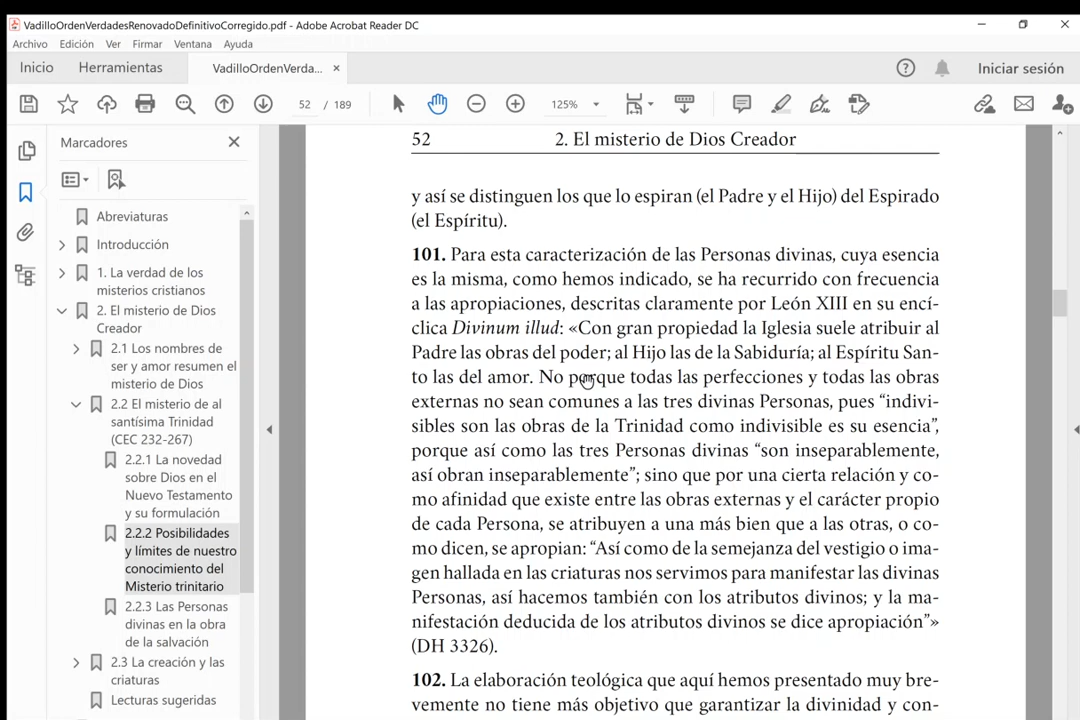 VadilloOrdenVerdadesRenovadoDefinitivoCorregido.pdf - Adobe Acrobat Reader DC
Archivo Edición Ver Firmar Ventana Ayuda
Inicio Herramientas VadilloOrdenVerda... × Iniciar sesión
52 / 189 125%
Marcadores
Abreviaturas
Introducción
1. La verdad de los
misterios cristianos
2. El misterio de Dios
Creador
2.1 Los nombres de
ser y amor resumen el
misterio de Dios
2.2 El misterio de al
santísima Trinidad
(CEC 232-267)
2.2.1 La novedad
sobre Dios en el
Nuevo Testamento
y su formulación
2.2.2 Posibilidades
y límites de nuestro
conocimiento del
Misterio trinitario
2.2.3 Las Personas
divinas en la obra
de la salvación
2.3 La creación y las
criaturas
Lecturas sugeridas
52 2. El misterio de Dios Creador
y así se distinguen los que lo espiran (el Padre y el Hijo) del Espirado
(el Espíritu).
101. Para esta caracterización de las Personas divinas, cuya esencia
es la misma, como hemos indicado, se ha recurrido con frecuencia
a las apropiaciones, descritas claramente por León XIII en su encí-
clica Divinum illud: «Con gran propiedad la Iglesia suele atribuir al
Padre las obras del poder; al Hijo las de la Sabiduría; al Espíritu San-
to las del amor. No porque todas las perfecciones y todas las obras
externas no sean comunes a las tres divinas Personas, pues “indivi-
sibles son las obras de la Trinidad como indivisible es su esencia”,
porque así como las tres Personas divinas “son inseparablemente,
así obran inseparablemente”; sino que por una cierta relación y co-
mo afinidad que existe entre las obras externas y el carácter propio
de cada Persona, se atribuyen a una más bien que a las otras, o co-
mo dicen, se apropian: “Así como de la semejanza del vestigio o ima-
gen hallada en las criaturas nos servimos para manifestar las divinas
Personas, así hacemos también con los atributos divinos; y la ma-
nifestación deducida de los atributos divinos se dice apropiación”»
(DH 3326).
102. La elaboración teológica que aquí hemos presentado muy bre-
vemente no tiene más objetivo que garantizar la divinidad y con-